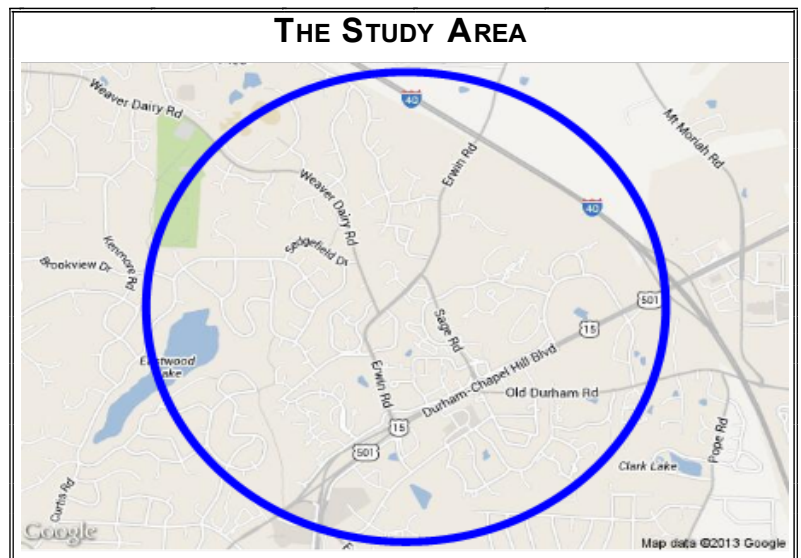 THE STUDY AREA
Weaver Dairy Rd
40
Mt Moriah Rd
Erwin Rd
Weaver Dairy Rd
40
Kenmore Rd
Sedgefield Dr
Brookview Dr
501
Sage Rd
15
Eastwood
Lake
Erwin Rd
Durham-Chapel Hill Blvd
Old Durham Rd
15
501
Pope Rd
Clark Lake
Curtis Rd
Google
Map data ©2013 Google